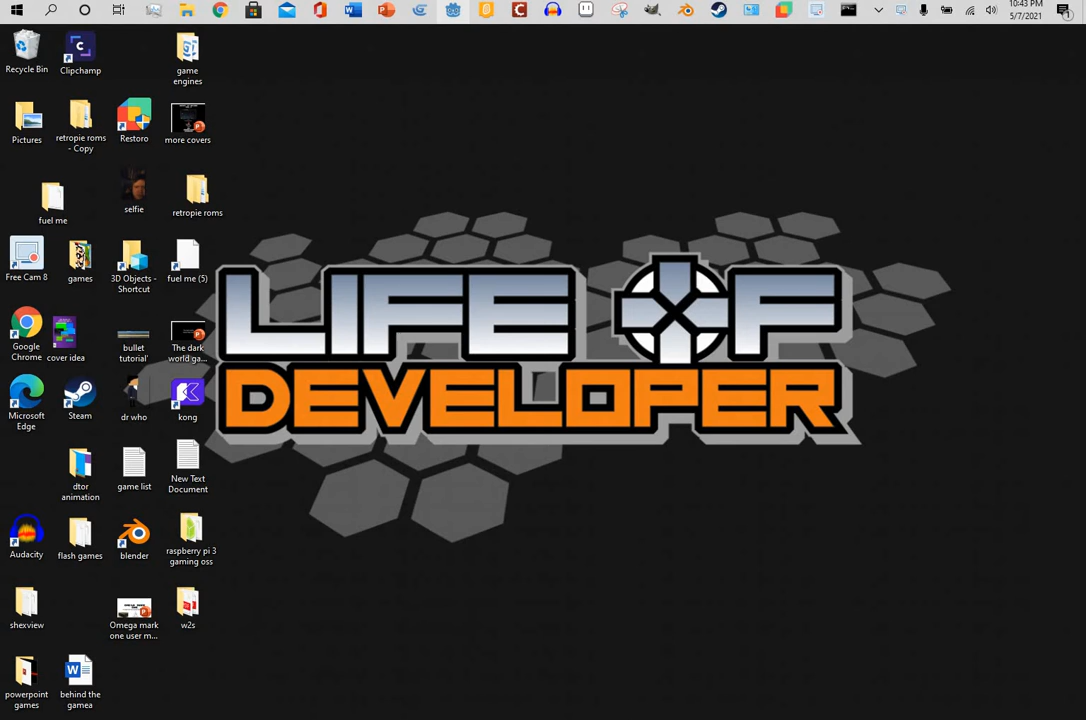 10:43 PM
5/7/2021
Recycle Bin
Clipchamp
game
engines
Pictures
retropie roms
- Copy
Restoro
more covers
fuel me
selfie
retropie roms
Free Cam 8
games
3D Objects -
Shortcut
fuel me (5)
Google
Chrome
cover idea
bullet
tutorial'
The dark
world ga...
Microsoft
Edge
Steam
dr who
kong
dtor
animation
game list
New Text
Document
Audacity
flash games
blender
raspberry pi 3
gaming oss
shexview
Omega mark
one user m...
w2s
powerpoint
games
behind the
gamea
LIFE OF
DEVELOPER